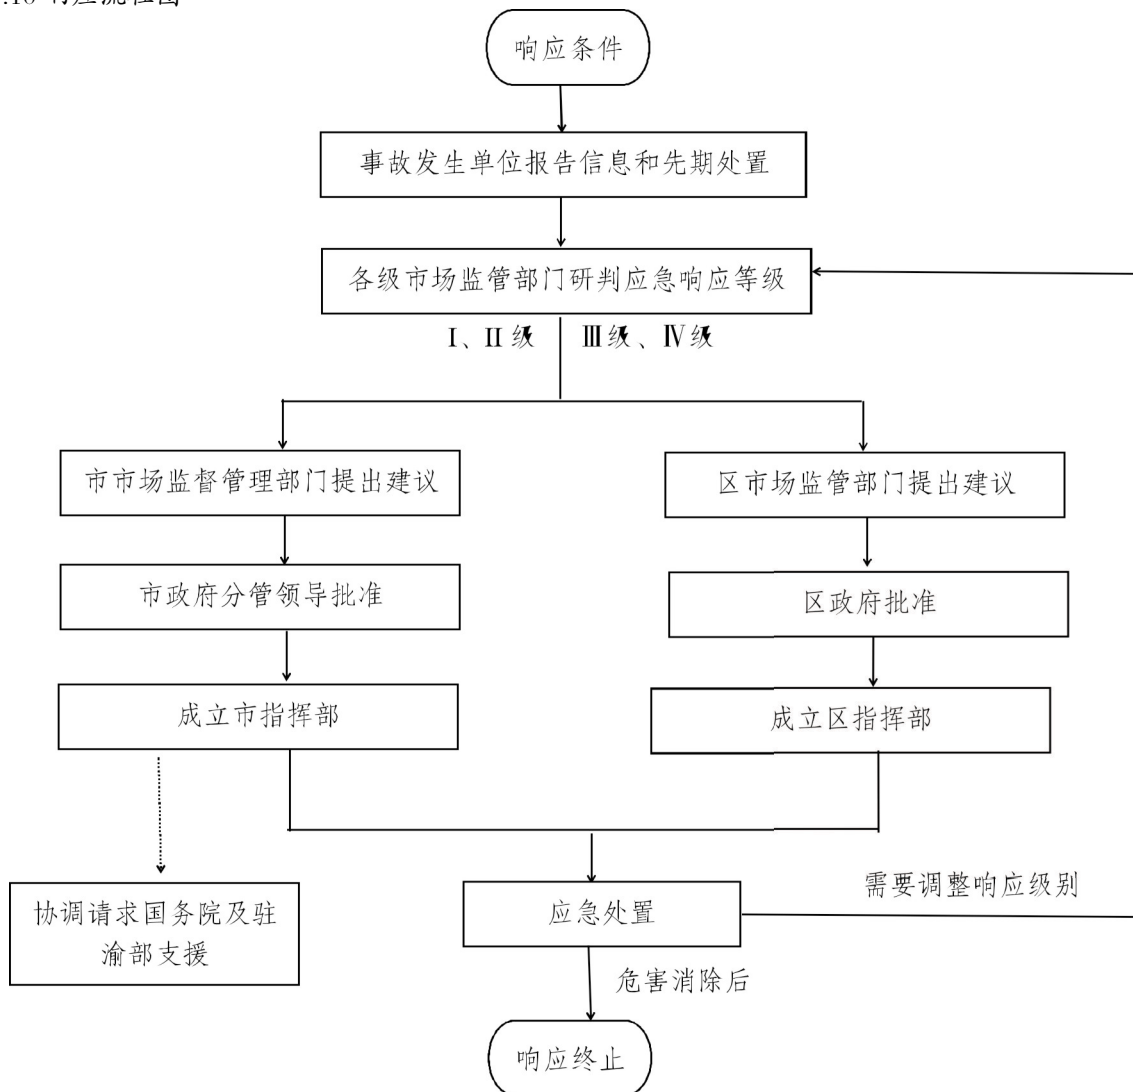 响应条件
事故发生单位报告信息和先期处置
各级市场监管部门研判应急响应等级
I、II 级
Ⅲ级、Ⅳ级
市市场监督管理部门提出建议
区市场监管部门提出建议
市政府分管领导批准
区政府批准
成立市指挥部
成立区指挥部
协调请求国务院及驻
渝部支援
应急处置
需要调整响应级别
危害消除后
响应终止